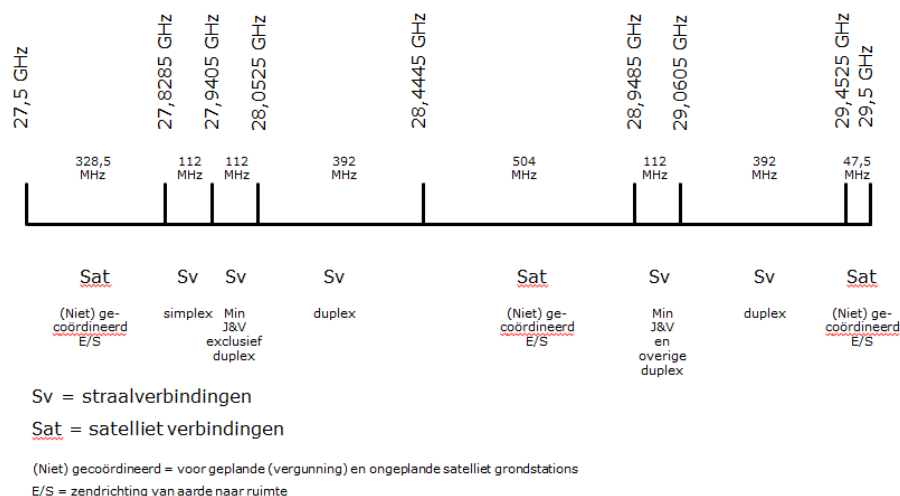 27,5 GHz
27,8285 GHz
27,9405 GHz
28,0525 GHz
28,4445 GHz
28,9485 GHz
29,0605 GHz
29,4525 GHz
29,5 GHz
328,5
MHz
112
MHz
112
MHz
392
MHz
504
MHz
112
MHz
392
MHz
47,5
MHz
Sat
(Niet) ge-
coördineerd
E/S
Sv
simplex
Sv
Min
J&V
exclusief
duplex
Sv
duplex
Sat
(Niet) ge-
coördineerd
E/S
Sv
Min
J&V
en
overige
duplex
Sv
duplex
Sat
(Niet) ge-
coördineerd
E/S
Sv = straalverbindingen
Sat = satelliet verbindingen
(Niet) gecoördineerd = voor geplande (vergunning) en ongeplande satelliet grondstations
E/S = zendrichting van aarde naar ruimte